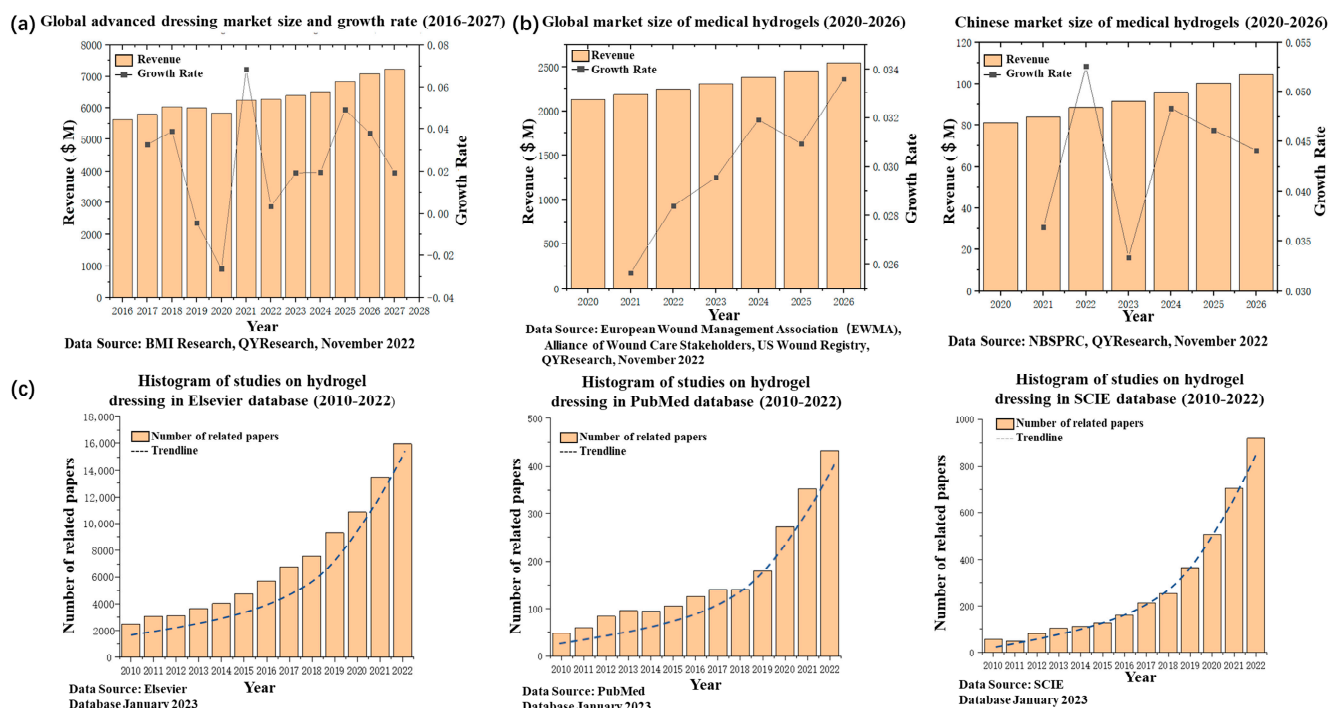 (a)
Global advanced dressing market size and growth rate (2016-2027)
Revenue
Growth Rate
8000
7000
6000
5000
4000
3000
2000
1000
0
Revenue (＄M)
0.08
0.06
0.04
0.02
0.00
-0.02
-0.04
Growth Rate
2016 2017 2018 2019 2020 2021 2022 2023 2024 2025 2026 2027 2028
Year
Data Source: BMI Research, QYResearch, November 2022
(b)
Global market size of medical hydrogels (2020-2026)
Revenue
Growth Rate
2500
2000
1750
1500
1000
500
0
Revenue (＄M)
0.034
0.032
0.030
0.028
0.026
Growth Rate
2020 2021 2022 2023 2024 2025 2026
Year
Data Source: European Wound Management Association (EWMA),
Alliance of Wound Care Stakeholders, US Wound Registry,
QYResearch, November 2022
Chinese market size of medical hydrogels (2020-2026)
Revenue
Growth Rate
120
100
80
60
40
20
0
Revenue (＄M)
0.055
0.050
0.045
0.040
0.035
0.030
Growth Rate
2020 2021 2022 2023 2024 2025 2026
Year
Data Source: NBSPRC, QYResearch, November 2022
(c)
Histogram of studies on hydrogel
dressing in Elsevier database (2010-2022)
Number of related papers
Trendline
18,000
16,000
14,000
12,000
10,000
8000
6000
4000
2000
0
Number of related papers
2010 2011 2012 2013 2014 2015 2016 2017 2018 2019 2020 2021 2022
Year
Data Source: Elsevier
Database January 2023
Histogram of studies on hydrogel
dressing in PubMed database (2010-2022)
Number of related papers
Trendline
500
400
300
200
100
0
Number of related papers
2010 2011 2012 2013 2014 2015 2016 2017 2018 2019 2020 2021 2022
Year
Data Source: PubMed
Database January 2023
Histogram of studies on hydrogel
dressing in SCIE database (2010-2022)
Number of related papers
Trendline
1000
800
600
400
200
0
Number of related papers
2010 2011 2012 2013 2014 2015 2016 2017 2018 2019 2020 2021 2022
Year
Data Source: SCIE
Database January 2023